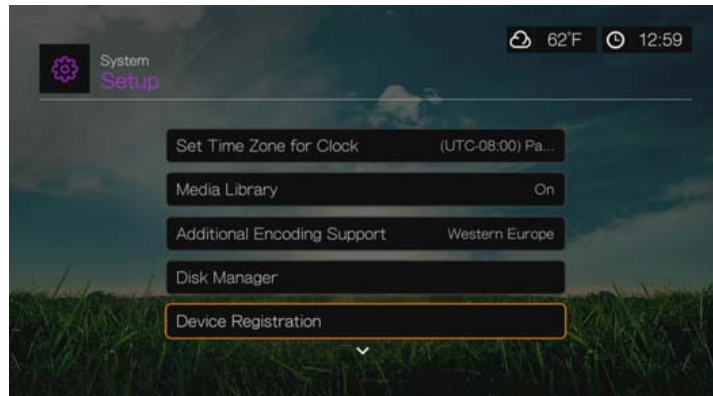 62°F 12:59
System
Setup
Set Time Zone for Clock (UTC-08:00) Pa...
Media Library On
Additional Encoding Support Western Europe
Disk Manager
Device Registration